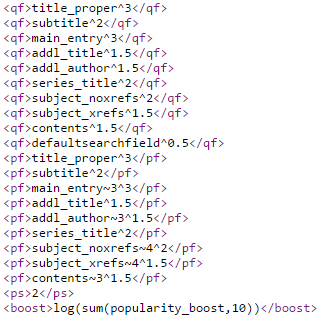 <qf>title_proper^3</qf>
<qf>subtitle^2</qf>
<qf>main_entry^3</qf>
<qf>addl_title^1.5</qf>
<qf>addl_author^1.5</qf>
<qf>series_title^2</qf>
<qf>subject_noxrefs^2</qf>
<qf>subject_xrefs^1.5</qf>
<qf>contents^1.5</qf>
<qf>defaultsearchfield^0.5</qf>
<pf>title_proper^3</pf>
<pf>subtitle^2</pf>
<pf>main_entry~3^3</pf>
<pf>addl_title^1.5</pf>
<pf>addl_author~3^1.5</pf>
<pf>series_title^2</pf>
<pf>subject_noxrefs~4^2</pf>
<pf>subject_xrefs~4^1.5</pf>
<pf>contents~3^1.5</pf>
<ps>2</ps>
<boost>log(sum(popularity_boost,10))</boost>